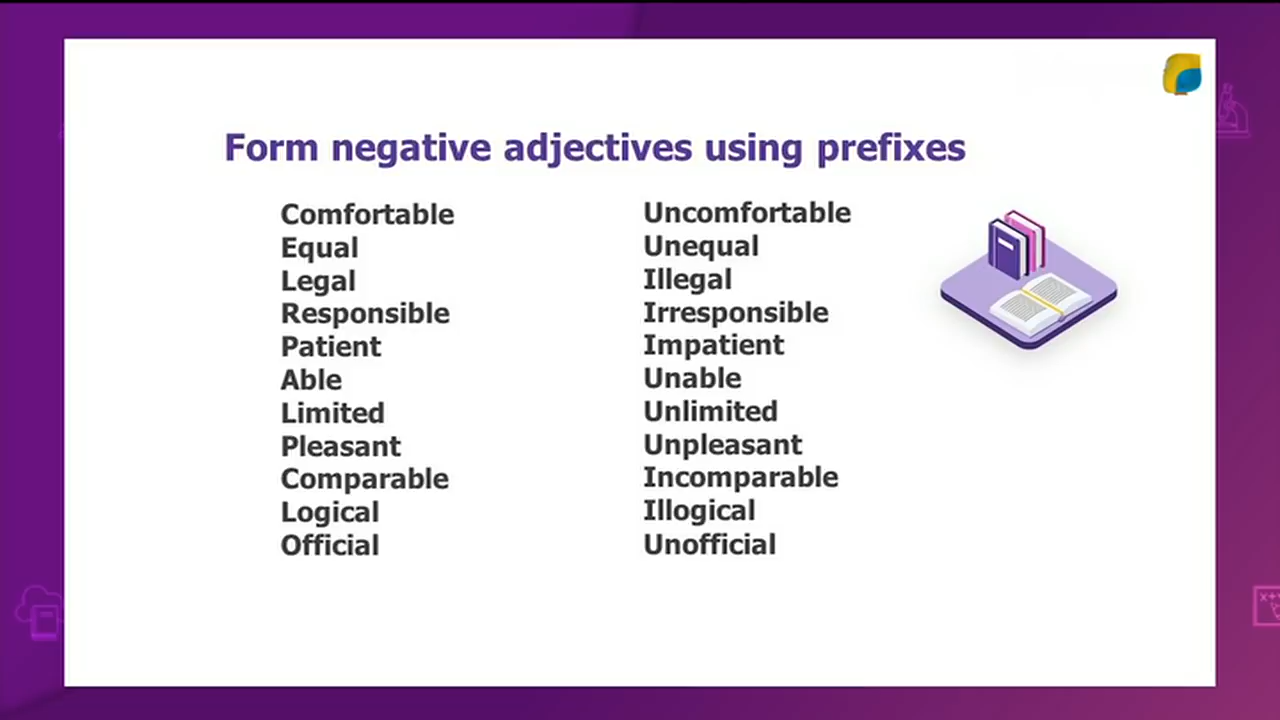 Form negative adjectives using prefixes
Comfortable Uncomfortable
Equal Unequal
Legal Illegal
Responsible Irresponsible
Patient Impatient
Able Unable
Limited Unlimited
Pleasant Unpleasant
Comparable Incomparable
Logical Illogical
Official Unofficial